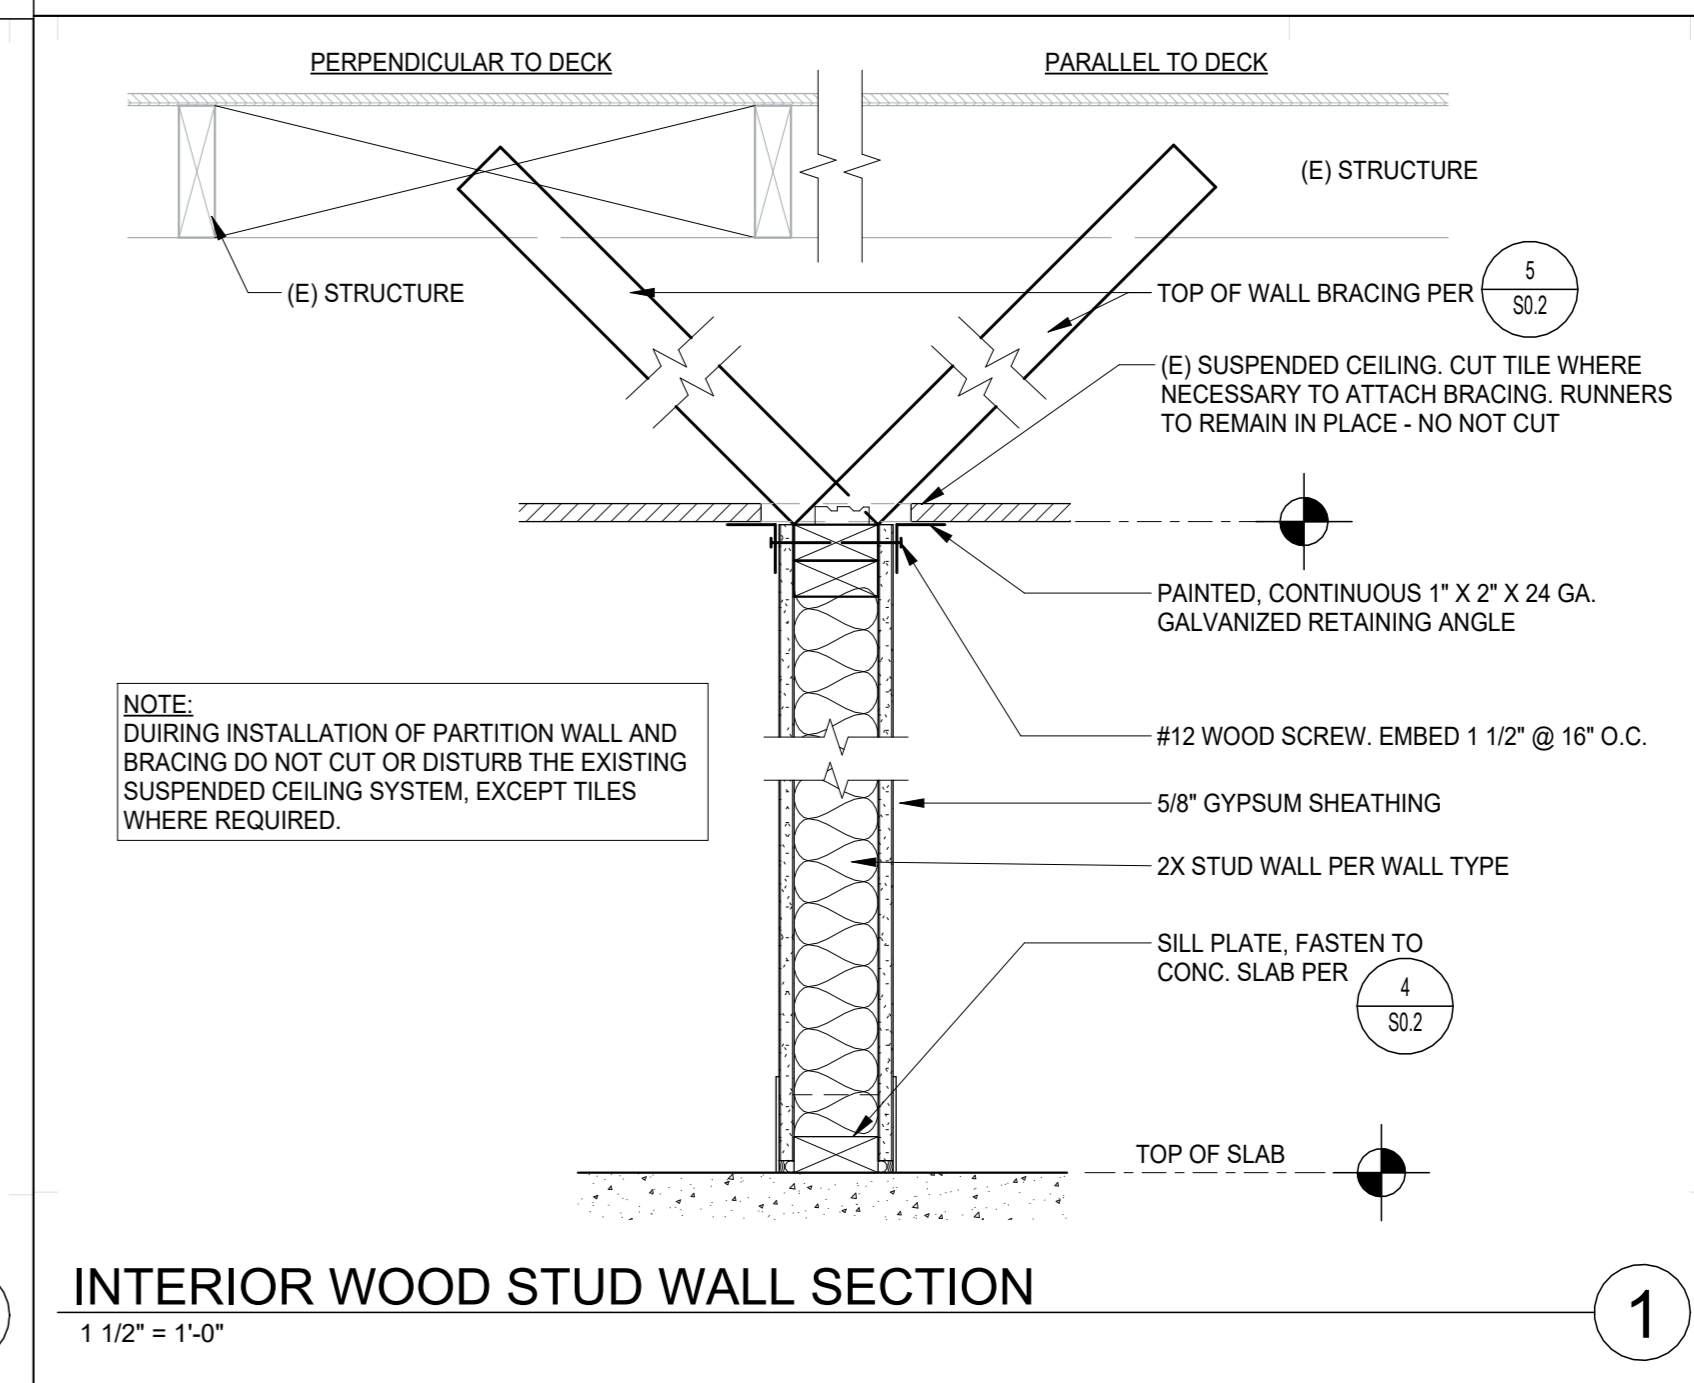 PERPENDICULAR TO DECK
PARALLEL TO DECK
(E) STRUCTURE
(E) STRUCTURE
TOP OF WALL BRACING PER
5
S0.2
(E) SUSPENDED CEILING. CUT TILE WHERE
NECESSARY TO ATTACH BRACING. RUNNERS
TO REMAIN IN PLACE - NO NOT CUT
PAINTED, CONTINUOUS 1" X 2" X 24 GA.
GALVANIZED RETAINING ANGLE
NOTE:
DUIRING INSTALLATION OF PARTITION WALL AND
BRACING DO NOT CUT OR DISTURB THE EXISTING
SUSPENDED CEILING SYSTEM, EXCEPT TILES
WHERE REQUIRED.
#12 WOOD SCREW. EMBED 1 1/2" @ 16" O.C.
5/8" GYPSUM SHEATHING
2X STUD WALL PER WALL TYPE
SILL PLATE, FASTEN TO
CONC. SLAB PER
4
S0.2
TOP OF SLAB
INTERIOR WOOD STUD WALL SECTION
1 1/2" = 1'-0"
1